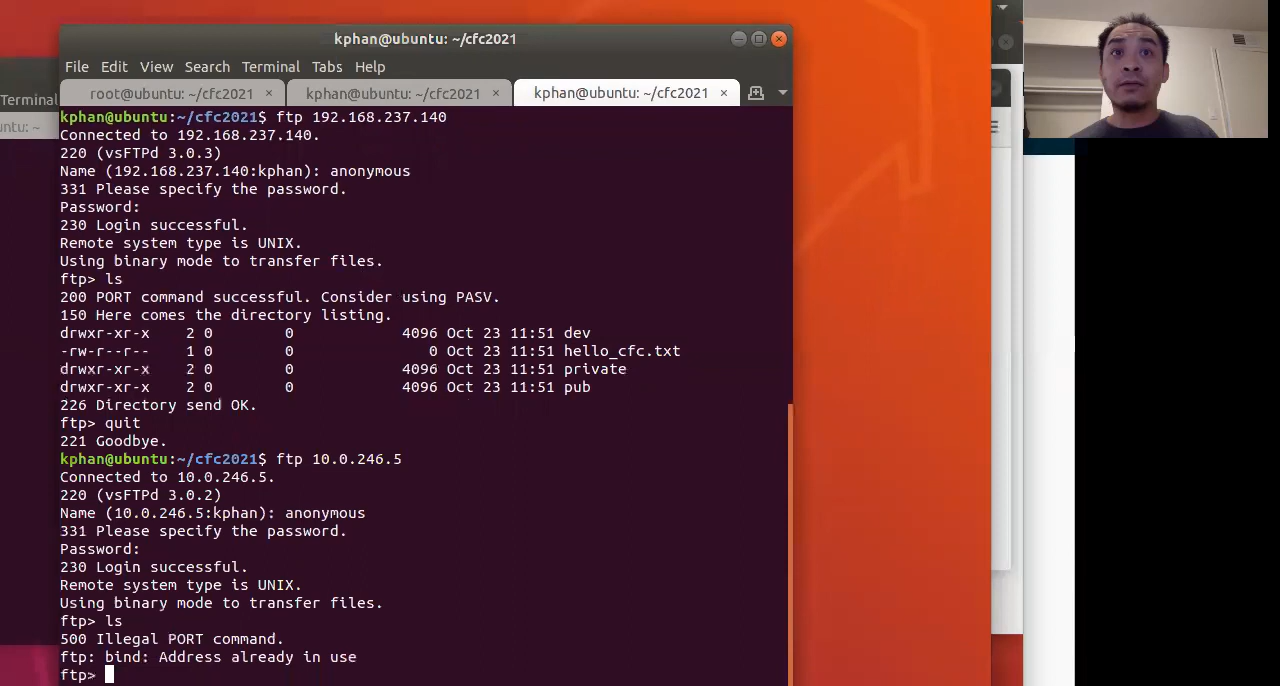 kphan@ubuntu: ~/cfc2021
File Edit View Search Terminal Tabs Help
Terminal
root@ubuntu: ~/cfc2021 × kphan@ubuntu: ~/cfc2021 × kphan@ubuntu: ~/cfc2021 ×
untu: ~
kphan@ubuntu:~/cfc2021$ ftp 192.168.237.140
Connected to 192.168.237.140.
220 (vsFTPd 3.0.3)
Name (192.168.237.140:kphan): anonymous
331 Please specify the password.
Password:
230 Login successful.
Remote system type is UNIX.
Using binary mode to transfer files.
ftp> ls
200 PORT command successful. Consider using PASV.
150 Here comes the directory listing.
drwxr-xr-x    2 0        0            4096 Oct 23 11:51 dev
-rw-r--r--    1 0        0               0 Oct 23 11:51 hello_cfc.txt
drwxr-xr-x    2 0        0            4096 Oct 23 11:51 private
drwxr-xr-x    2 0        0            4096 Oct 23 11:51 pub
226 Directory send OK.
ftp> quit
221 Goodbye.
kphan@ubuntu:~/cfc2021$ ftp 10.0.246.5
Connected to 10.0.246.5.
220 (vsFTPd 3.0.2)
Name (10.0.246.5:kphan): anonymous
331 Please specify the password.
Password:
230 Login successful.
Remote system type is UNIX.
Using binary mode to transfer files.
ftp> ls
500 Illegal PORT command.
ftp: bind: Address already in use
ftp>